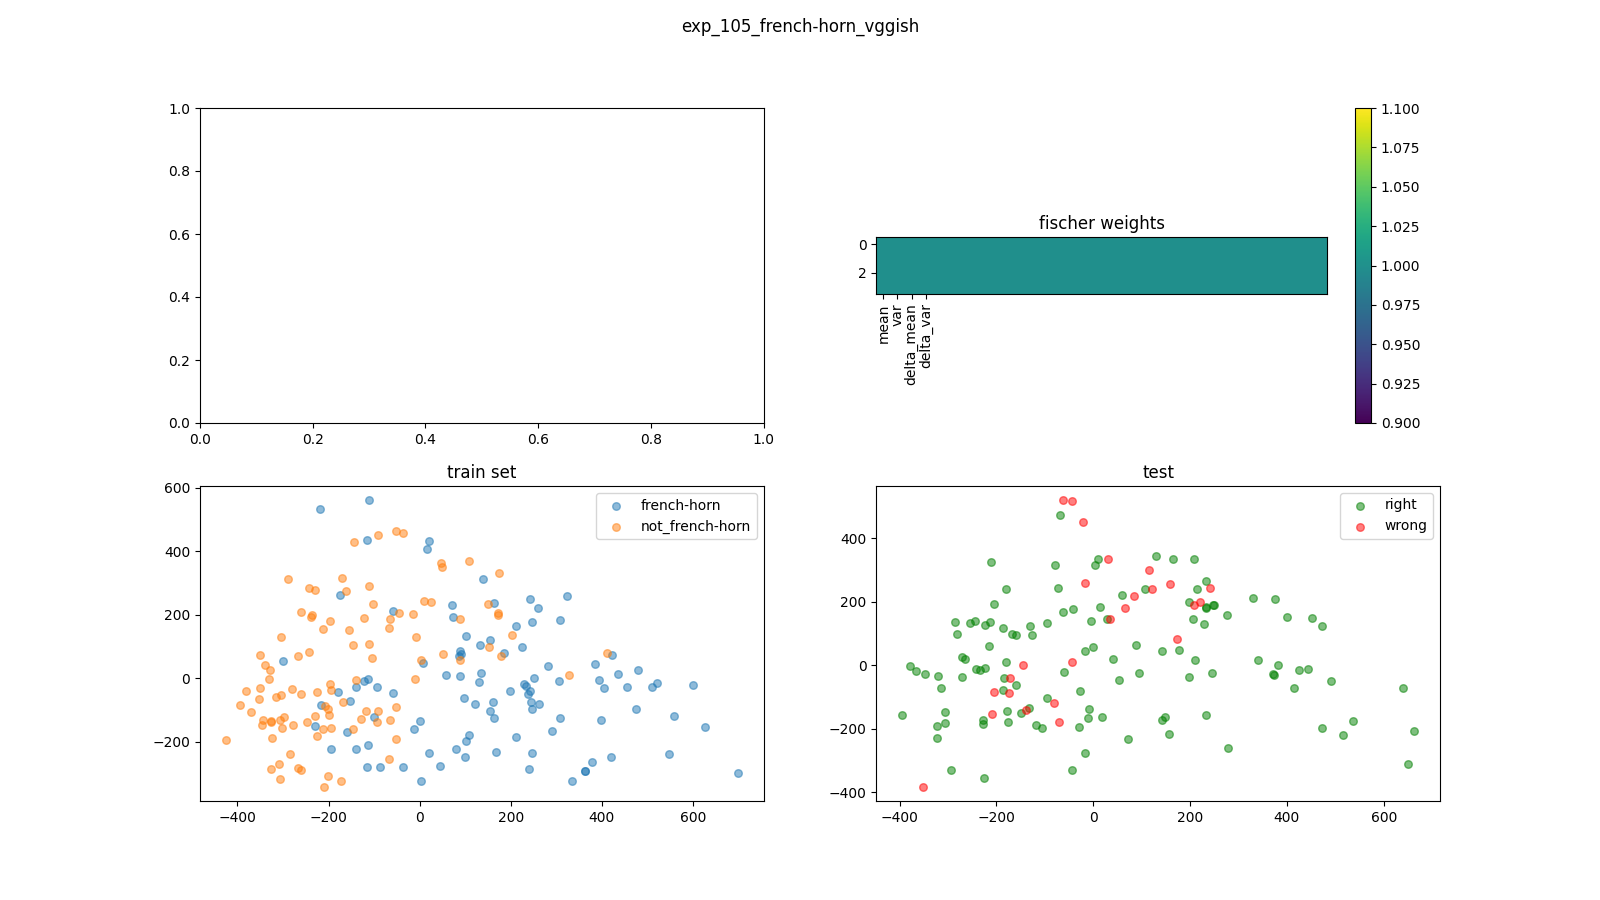 exp_105_french-horn_vggish
1.0
0.8
0.6
0.4
0.2
0.0
0.0 0.2 0.4 0.6 0.8 1.0
fischer weights
0
2
mean
var
delta_mean
delta_var
1.100
1.075
1.050
1.025
1.000
0.975
0.950
0.925
0.900
train set
600
400
200
0
−200
−400 −200 0 200 400 600
french-horn
not_french-horn
test
400
200
0
−200
−400
−400 −200 0 200 400 600
right
wrong